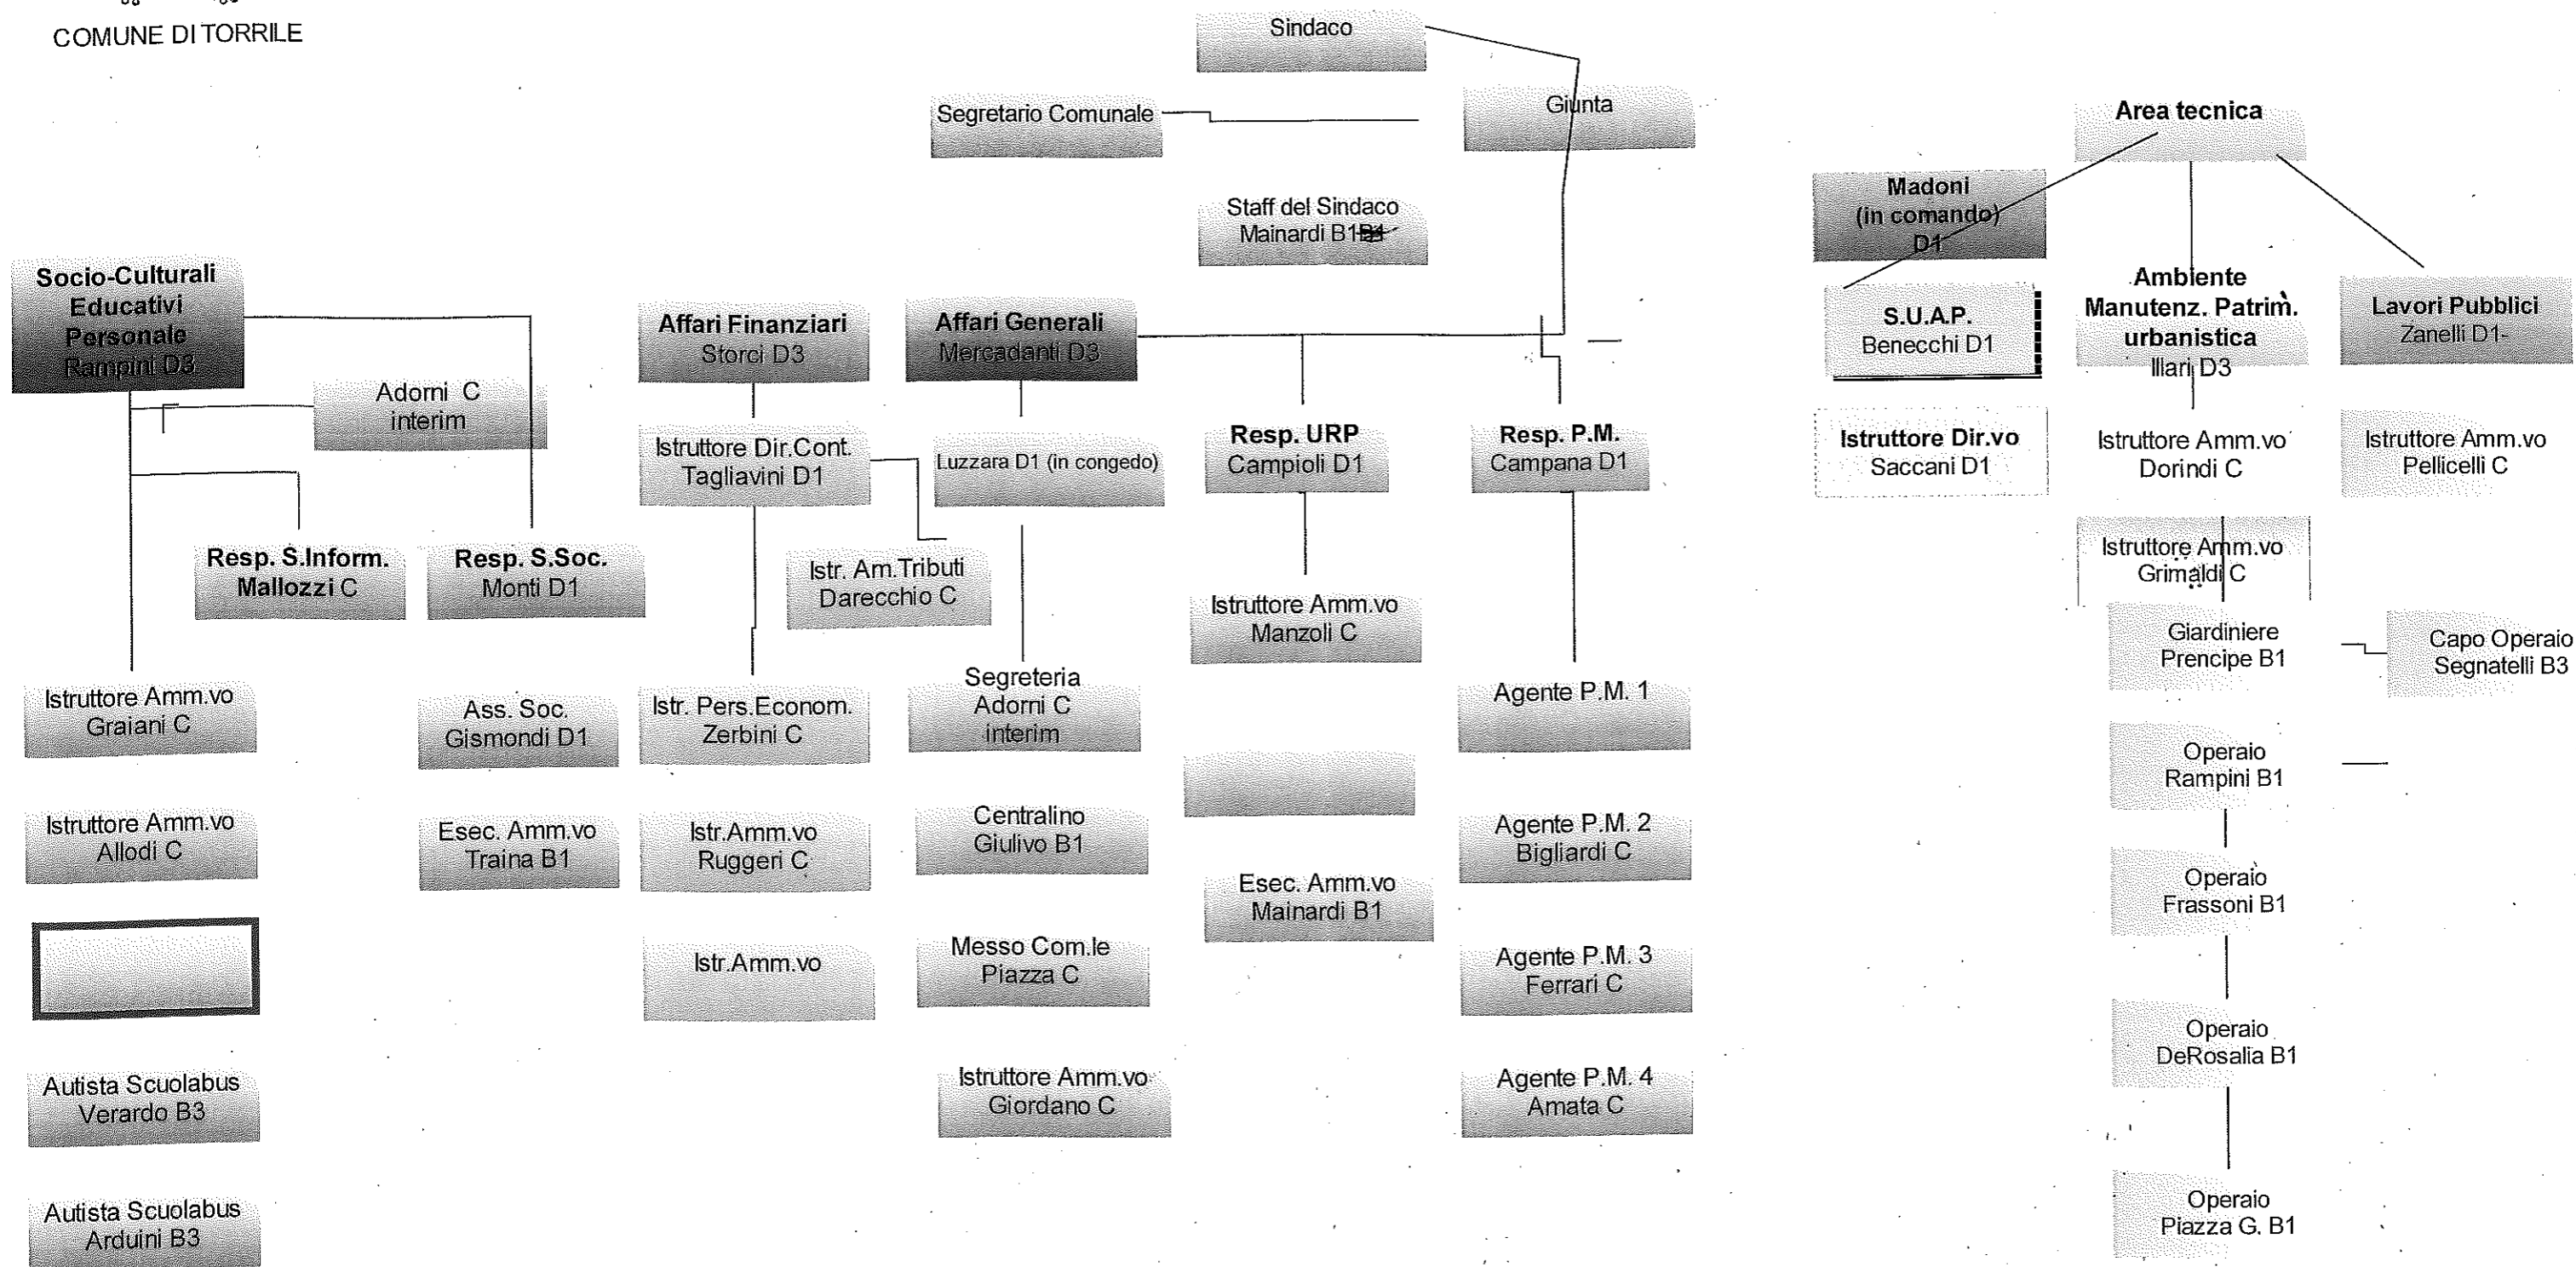 COMUNE DI TORRILE
Sindaco
Segretario Comunale
Giunta
Staff del Sindaco
Mainardi B1
Socio-Culturali
Educativi
Personale
Rampini D3
Adorni C
interim
Resp. S.Inform.
Mallozzi C
Resp. S.Soc.
Monti D1
Istruttore Amm.vo
Graiani C
Istruttore Amm.vo
Allodi C
Autista Scuolabus
Verardo B3
Autista Scuolabus
Arduini B3
Ass. Soc.
Gismondi D1
Esec. Amm.vo
Traina B1
Affari Finanziari
Storci D3
Istruttore Dir.Cont.
Tagliavini D1
Istr. Am.Tributi
Darecchio C
Istr. Pers.Econom.
Zerbini C
Istr.Amm.vo
Ruggeri C
Istr.Amm.vo
Affari Generali
Mercadanti D3
Luzzara D1 (in congedo)
Segreteria
Adorni C
interim
Centralino
Giulivo B1
Messo Com.le
Piazza C
Istruttore Amm.vo
Giordano C
Resp. URP
Campioli D1
Istruttore Amm.vo
Manzoli C
Esec. Amm.vo
Mainardi B1
Resp. P.M.
Campana D1
Agente P.M. 1
Agente P.M. 2
Bigliardi C
Agente P.M. 3
Ferrari C
Agente P.M. 4
Amata C
Area tecnica
Madoni
(in comando)
D1
S.U.A.P.
Benecchi D1
Istruttore Dir.vo
Saccani D1
Ambiente
Manutenz. Patrim.
urbanistica
Illari D3
Istruttore Amm.vo
Dorindi C
Istruttore Amm.vo
Grimaldi C
Giardiniere
Prencipe B1
Capo Operaio
Segnatelli B3
Operaio
Rampini B1
Operaio
Frassoni B1
Operaio
DeRosalia B1
Operaio
Piazza G. B1
Lavori Pubblici
Zanelli D1-
Istruttore Amm.vo
Pellicelli C